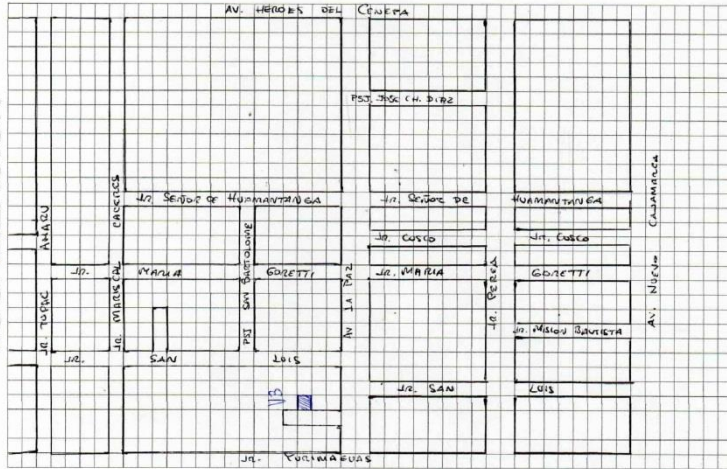 AV. HEROES DEL CENEPA
PSJ. JOSE CH. DIAZ
JR. SEÑOR DE HUAMANTANGA
JR. SEÑOR DE HUAMANTANGA
JR. CUSCO
JR. CUSCO
JR. MARIA GORETTI
JR. MARIA GORETTI
JR. MISION BAUTISTA
JR. SAN LUIS
JR. SAN LUIS
JR. YURIMAGUAS
JR. TUPAC AMARU
JR. MARISCAL CACERES
PSJ SAN BARTOLOME
AV LA PAZ
JR. PEREA
AV. NUEVO CAJAMARCA